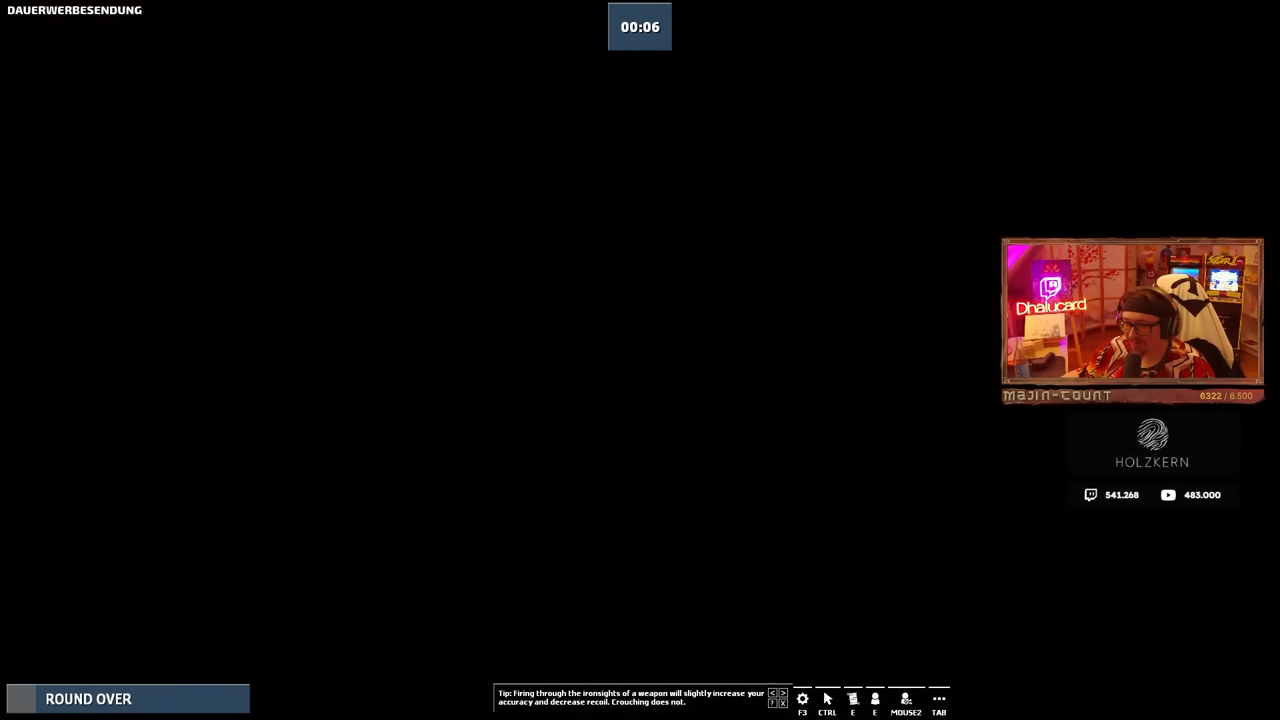 DAUERWERBESENDUNG
00:06
Dhalucard
MaJIN-COUNT
6322 / 6.500
HOLZKERN
541.268
483.000
ROUND OVER
Tip: Firing through the ironsights of a weapon will slightly increase your
accuracy and decrease recoil. Crouching does not.
< >
? X
F3 CTRL E E MOUSE2 TAB